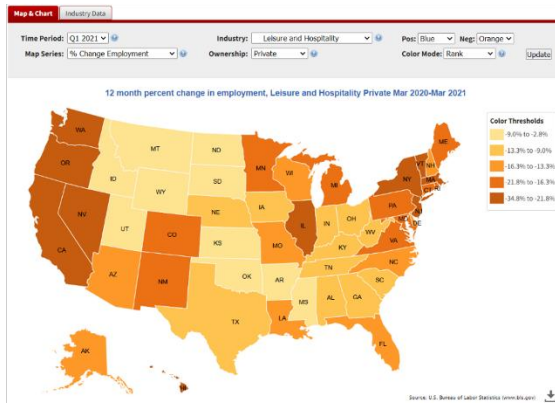 Map & Chart Industry Data
Time Period: Q1 2021 Industry: Leisure and Hospitality Pos: Blue Neg: Orange
Map Series: % Change Employment Ownership: Private Color Mode: Rank Update
12 month percent change in employment, Leisure and Hospitality Private Mar 2020-Mar 2021
Color Thresholds
-9.0% to -2.8%
-13.3% to -9.0%
-16.3% to -13.3%
-21.8% to -16.3%
-34.8% to -21.8%
WA MT ND MN ME
OR ID SD WI MI NY VT NH
WY MA
NV UT NE IA IL IN OH PA CT RI
CA CO KS MO KY WV VA MD DE NJ
AZ NM OK AR TN NC
TX LA MS AL GA SC
AK FL
Source: U.S. Bureau of Labor Statistics (www.bls.gov)